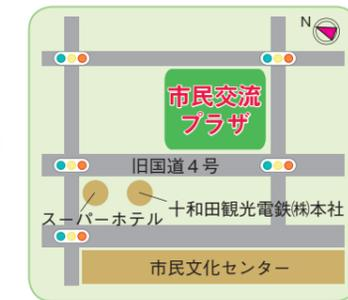 N
市民交流
プラザ
旧国道4号
スーパーホテル
十和田観光電鉄㈱本社
市民文化センター